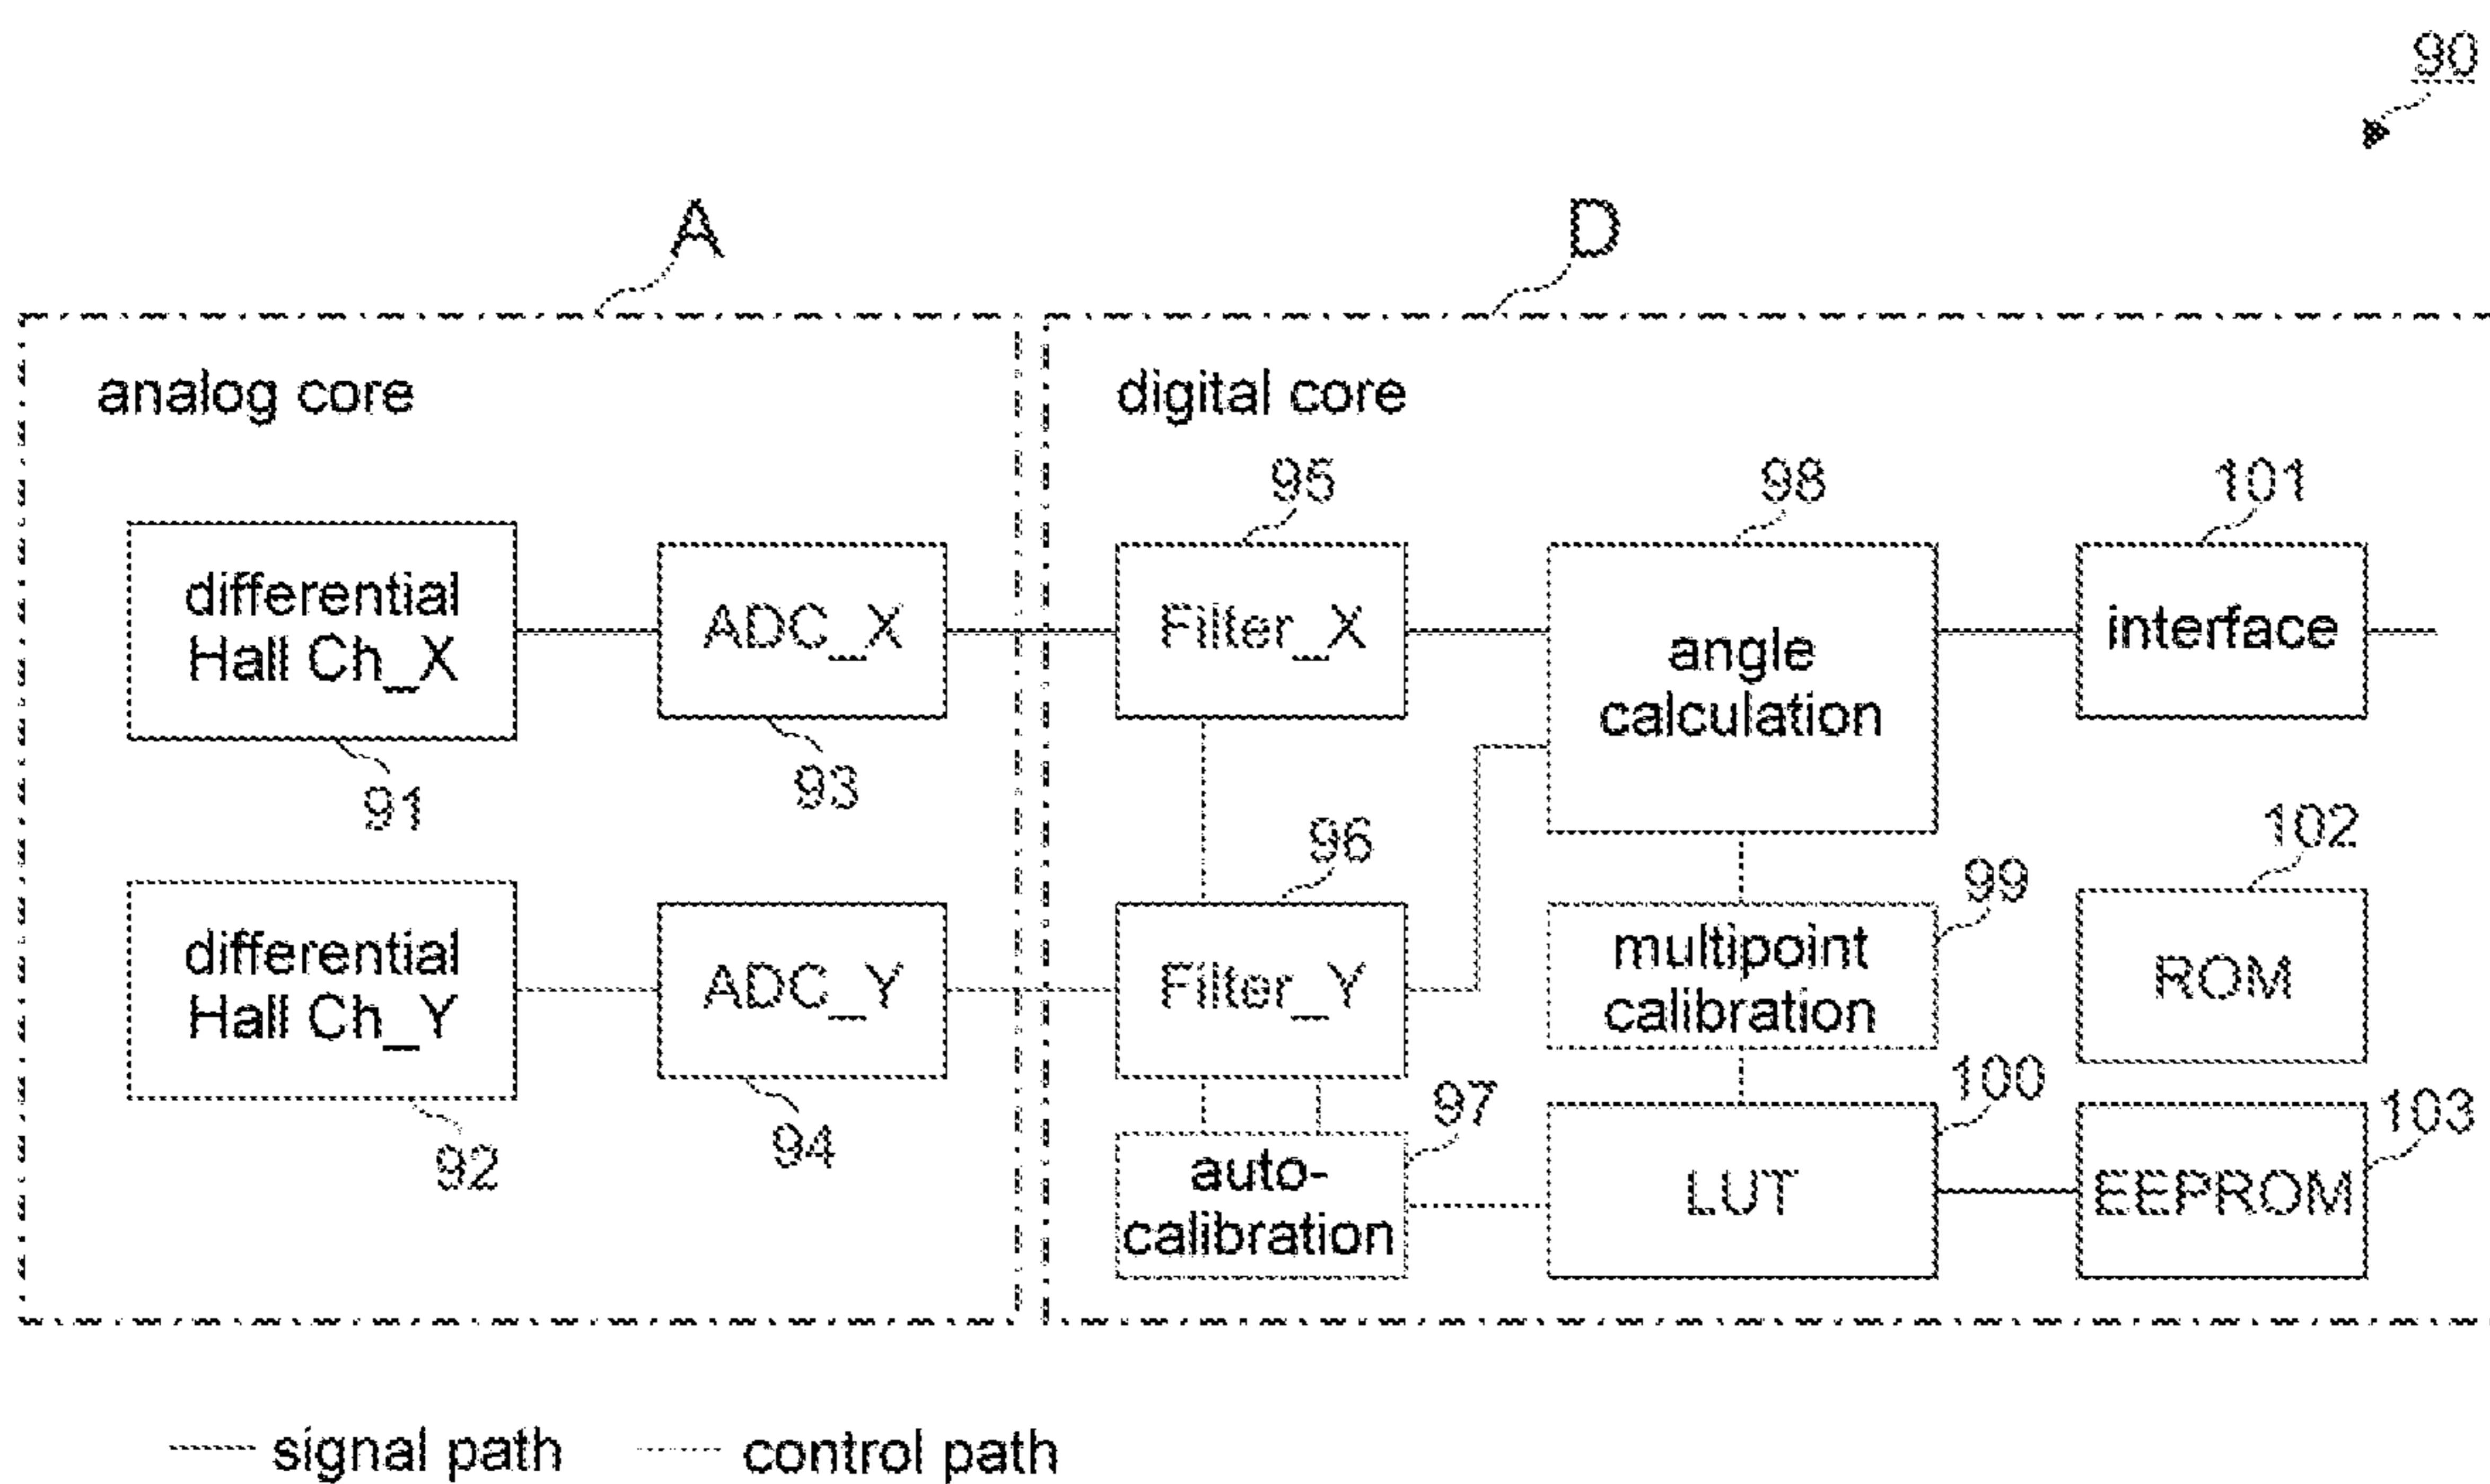 90
A
D
analog core
digital core
95
98
101
differential
Hall Ch_X
ADC_X
Filter_X
angle
calculation
interface
91
93
96
102
99
differential
Hall Ch_Y
ADC_Y
Filter_Y
multipoint
calibration
ROM
92
94
97
100
103
auto-
calibration
LUT
EEPROM
signal path
control path